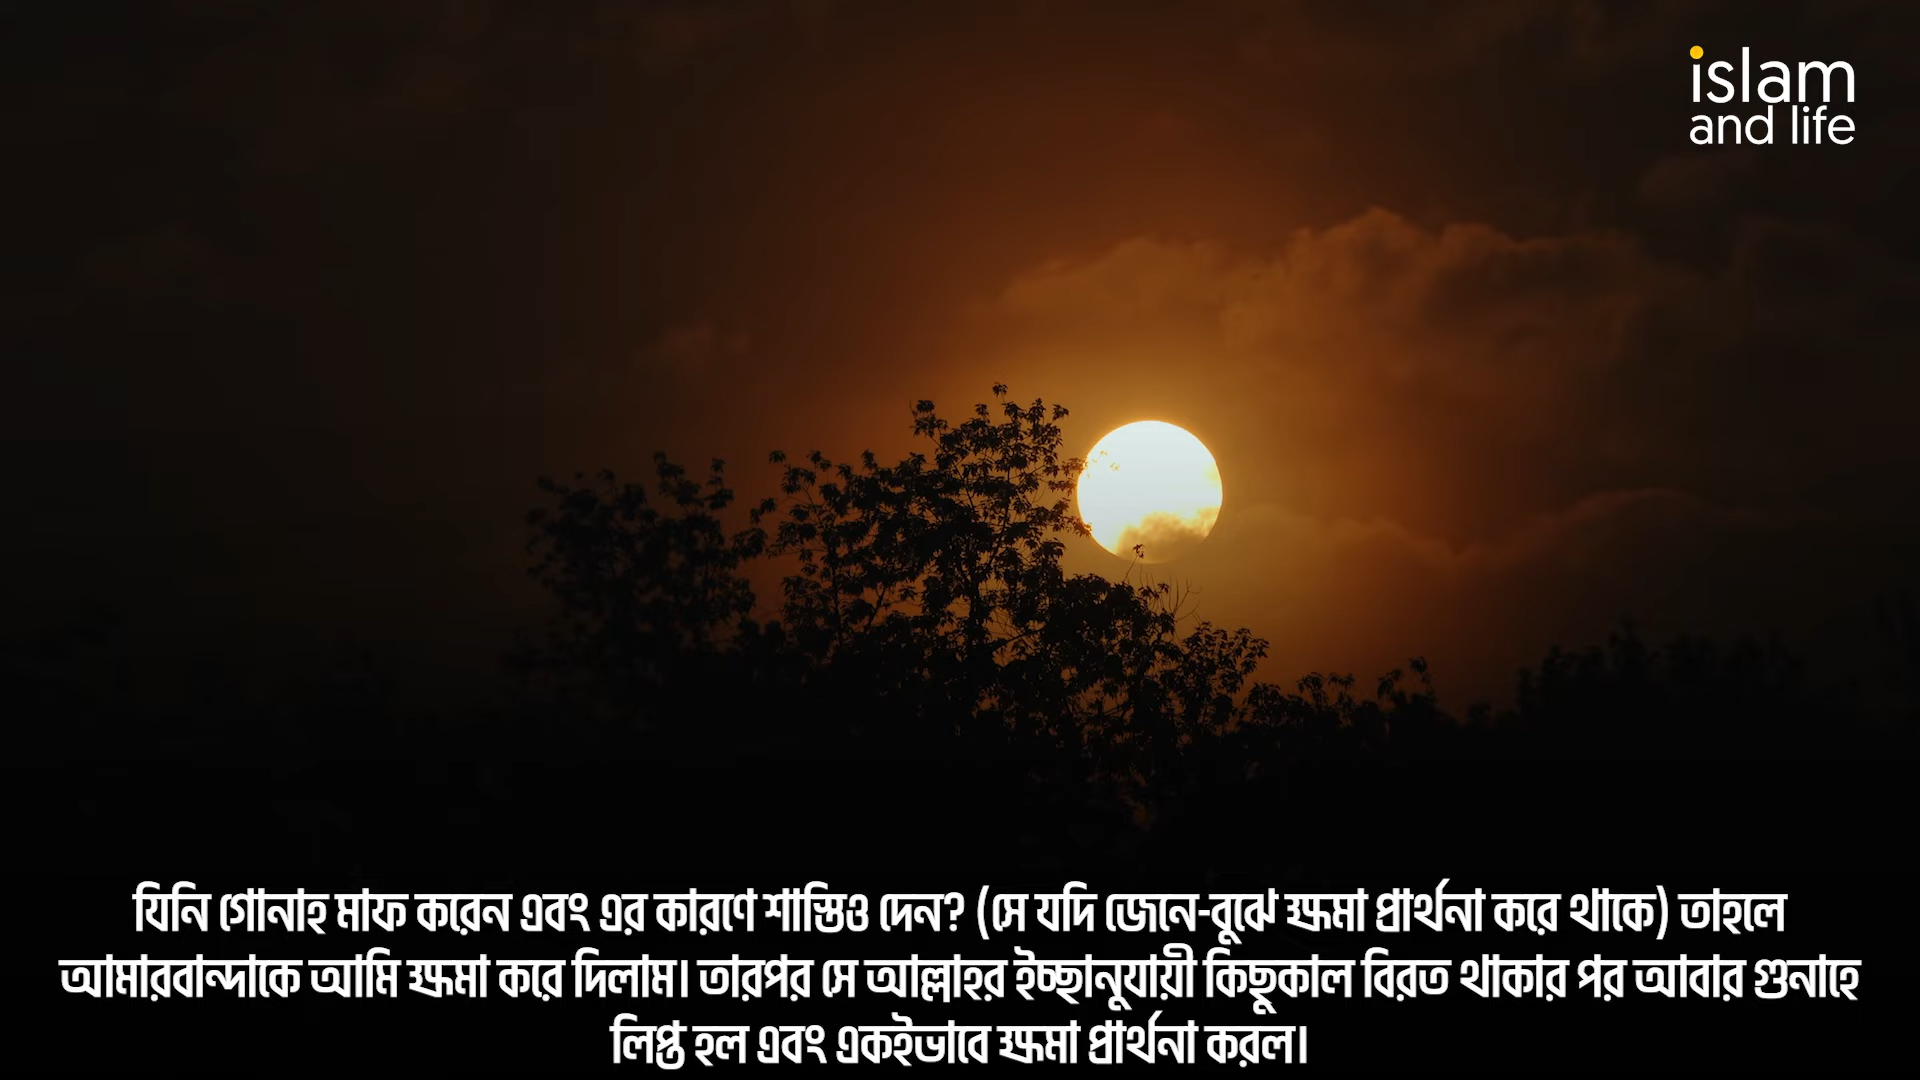 islam
and life
যিনি গোনাহ মাফ করেন এবং এর কারণে শাস্তিও দেন? (সে যদি জেনে-বুঝে ক্ষমা প্রার্থনা করে থাকে) তাহলে
আমারবান্দাকে আমি ক্ষমা করে দিলাম। তারপর সে আল্লাহর ইচ্ছানুযায়ী কিছুকাল বিরত থাকার পর আবার গুনাহে
লিপ্ত হল এবং একইভাবে ক্ষমা প্রার্থনা করল।